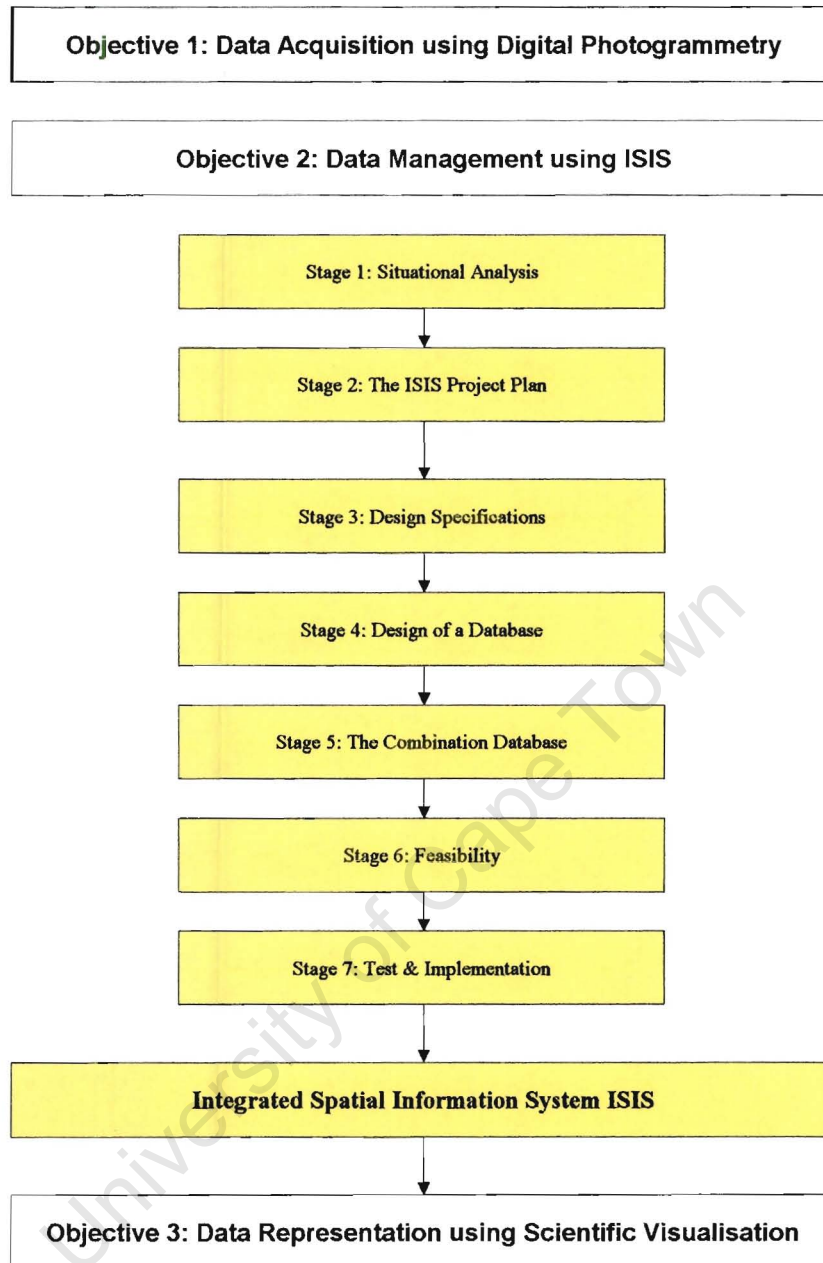 Objective 1: Data Acquisition using Digital Photogrammetry
Objective 2: Data Management using ISIS
Stage 1: Situational Analysis
Stage 2: The ISIS Project Plan
Stage 3: Design Specifications
Stage 4: Design of a Database
Stage 5: The Combination Database
Stage 6: Feasibility
Stage 7: Test & Implementation
Integrated Spatial Information System ISIS
Objective 3: Data Representation using Scientific Visualisation
University of Cape Town